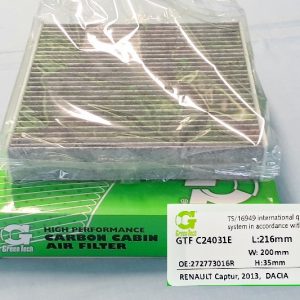 Green Tech
HIGH PERFORMANCE
CARBON CABIN
AIR FILTER
Green Tech
TS/16949 international q
system in accordance wit
GTF C24031E L:216mm
W: 200mm
OE:272773016R H:35mm
RENAULT Captur, 2013, DACIA